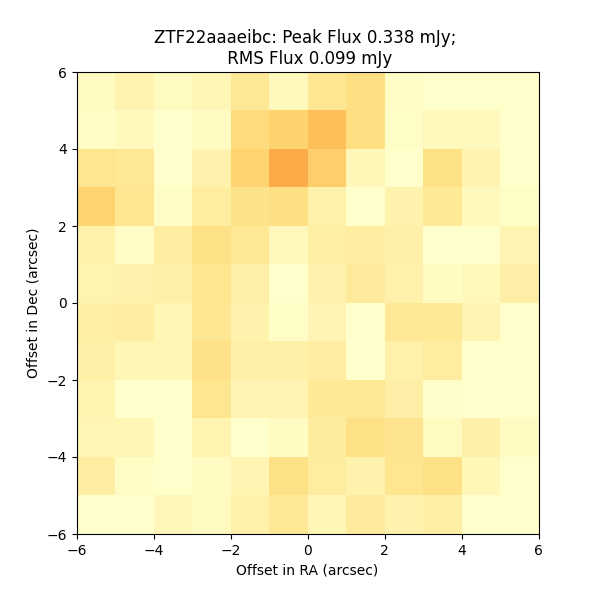 ZTF22aaaeibc: Peak Flux 0.338 mJy;
RMS Flux 0.099 mJy
6
4
2
0
−2
−4
−6
Offset in Dec (arcsec)
−6 −4 −2 0 2 4 6
Offset in RA (arcsec)